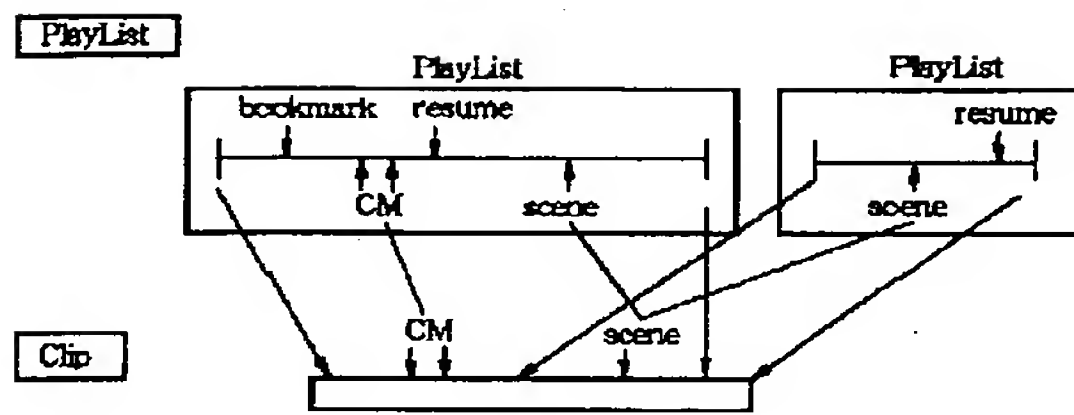 PlayList
PlayList
PlayList
bookmark
resume
resume
CM
scene
scene
CM
scene
Clip